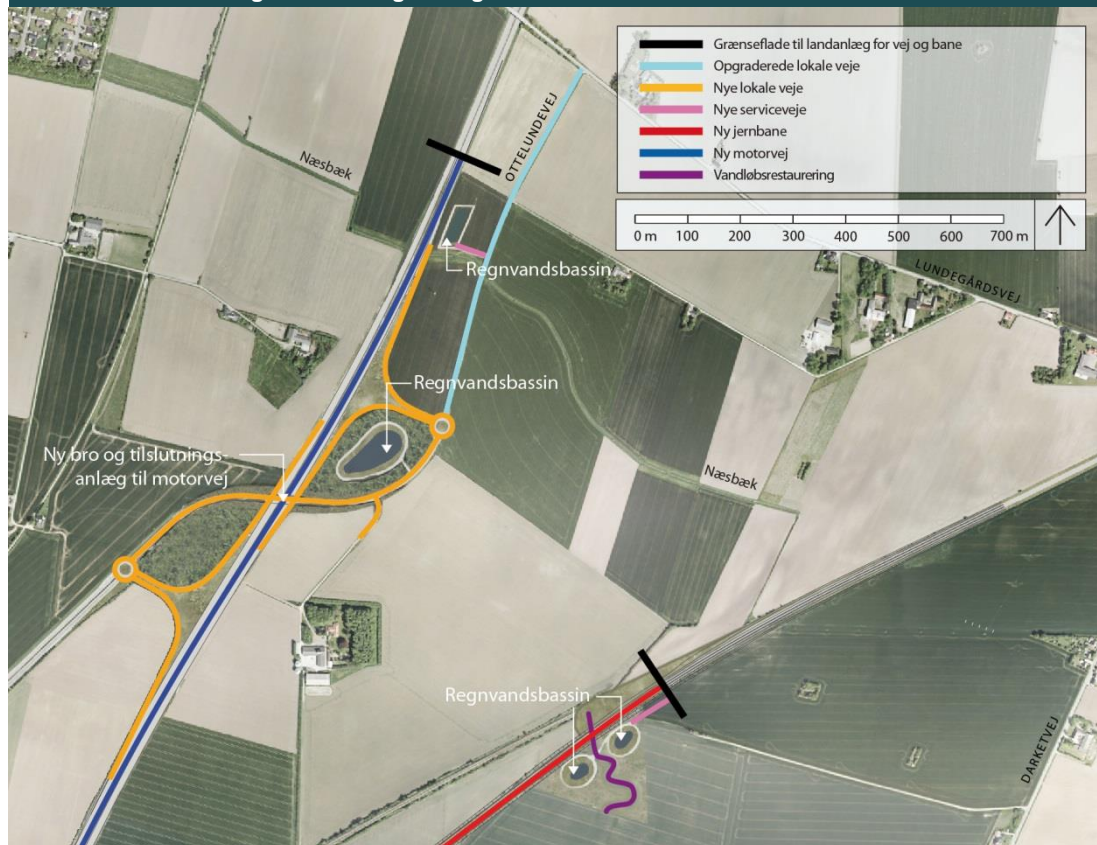 Grænseflade til landanlæg for vej og bane
Opgraderede lokale veje
Nye lokale veje
Nye serviceveje
Ny jernbane
Ny motorvej
Vandløbsrestaurering
0 m 100 200 300 400 500 600 700 m
OTTELUNDEVEJ
Næsbæk
Regnvandsbassin
LUNDEGÅRDSVEJ
Regnvandsbassin
Ny bro og tilslutnings-
anlæg til motorvej
Næsbæk
Regnvandsbassin
DARKETVEJ